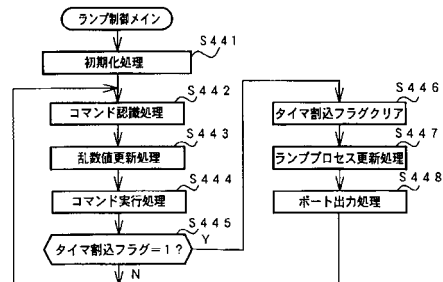 ランプ制御メイン
S441
初期化処理
S442
コマンド認識処理
S443
乱数値更新処理
S444
コマンド実行処理
S445
タイマ割込フラグ=1?
Y
N
S446
タイマ割込フラグクリア
S447
ランププロセス更新処理
S448
ポート出力処理